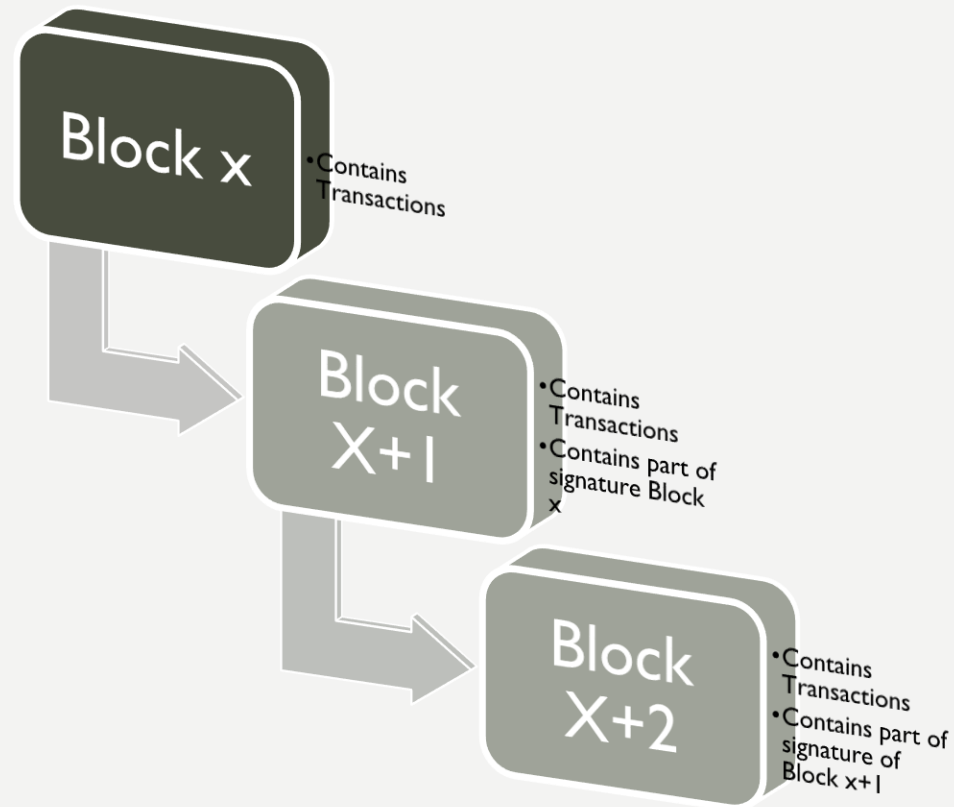 Block x
•Contains
Transactions
Block
X+1
•Contains
Transactions
•Contains part of
signature Block
x
Block
X+2
•Contains
Transactions
•Contains part of
signature of
Block x+1